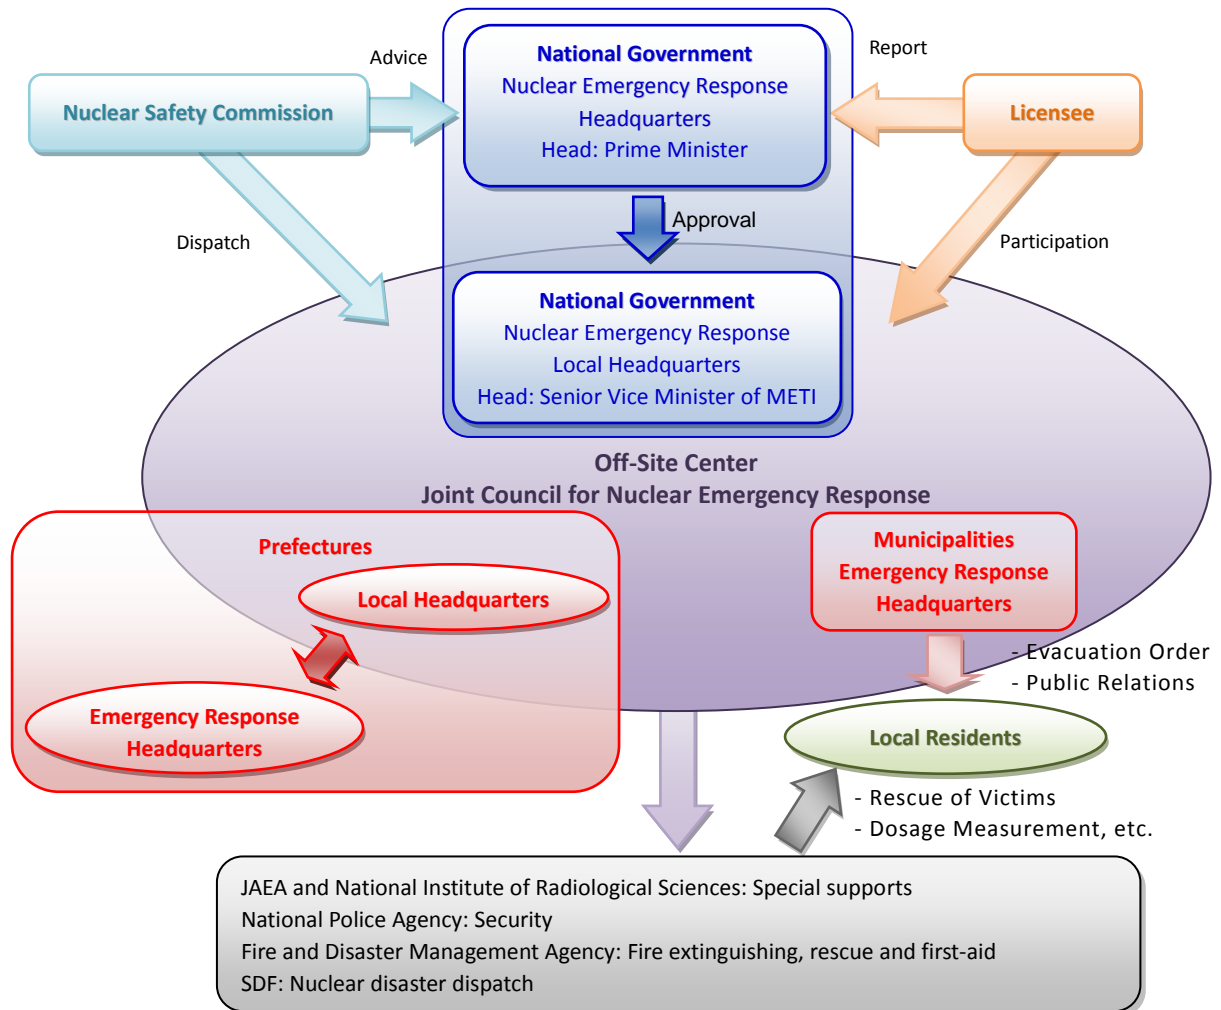 Advice
Report
National Government
Nuclear Emergency Response
Headquarters
Head: Prime Minister
Nuclear Safety Commission
Licensee
Approval
Dispatch
Participation
National Government
Nuclear Emergency Response
Local Headquarters
Head: Senior Vice Minister of METI
Off-Site Center
Joint Council for Nuclear Emergency Response
Prefectures
Local Headquarters
Emergency Response
Headquarters
Municipalities
Emergency Response
Headquarters
- Evacuation Order
- Public Relations
Local Residents
- Rescue of Victims
- Dosage Measurement, etc.
JAEA and National Institute of Radiological Sciences: Special supports
National Police Agency: Security
Fire and Disaster Management Agency: Fire extinguishing, rescue and first-aid
SDF: Nuclear disaster dispatch